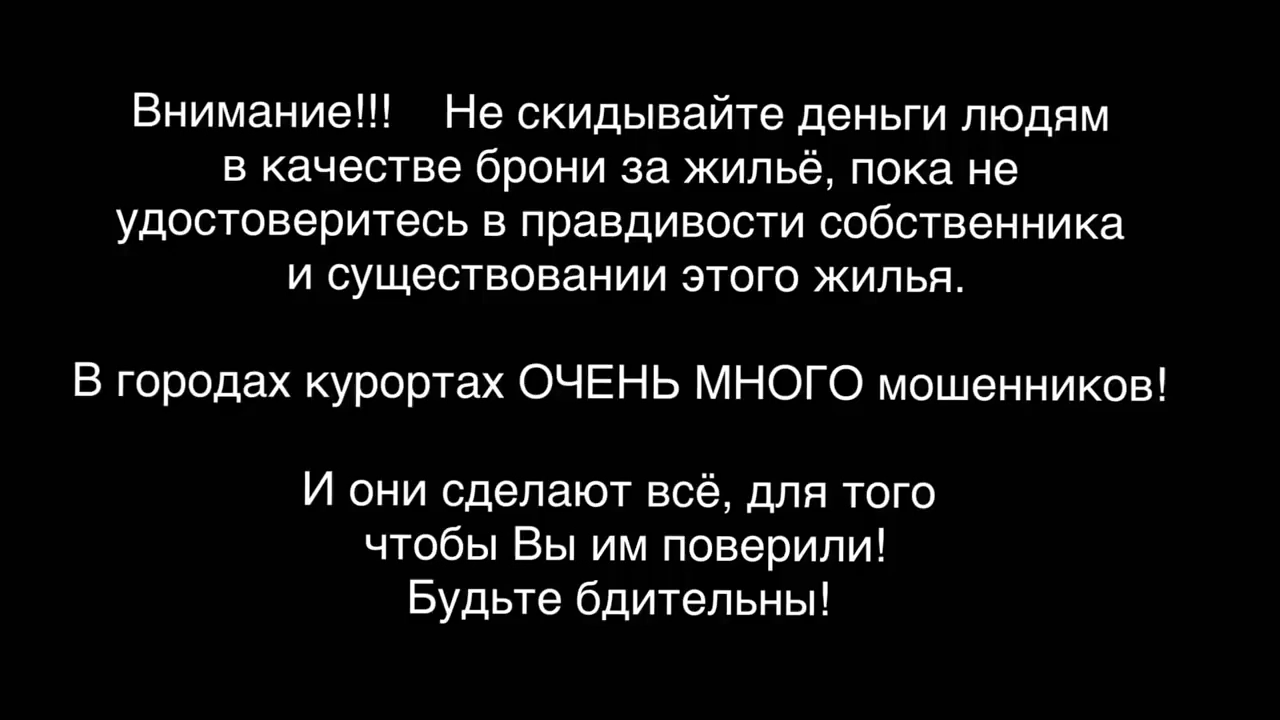 Внимание!!! Не скидывайте деньги людям
в качестве брони за жильё, пока не
удостоверитесь в правдивости собственника
и существовании этого жилья.
В городах курортах ОЧЕНЬ МНОГО мошенников!
И они сделают всё, для того
чтобы Вы им поверили!
Будьте бдительны!